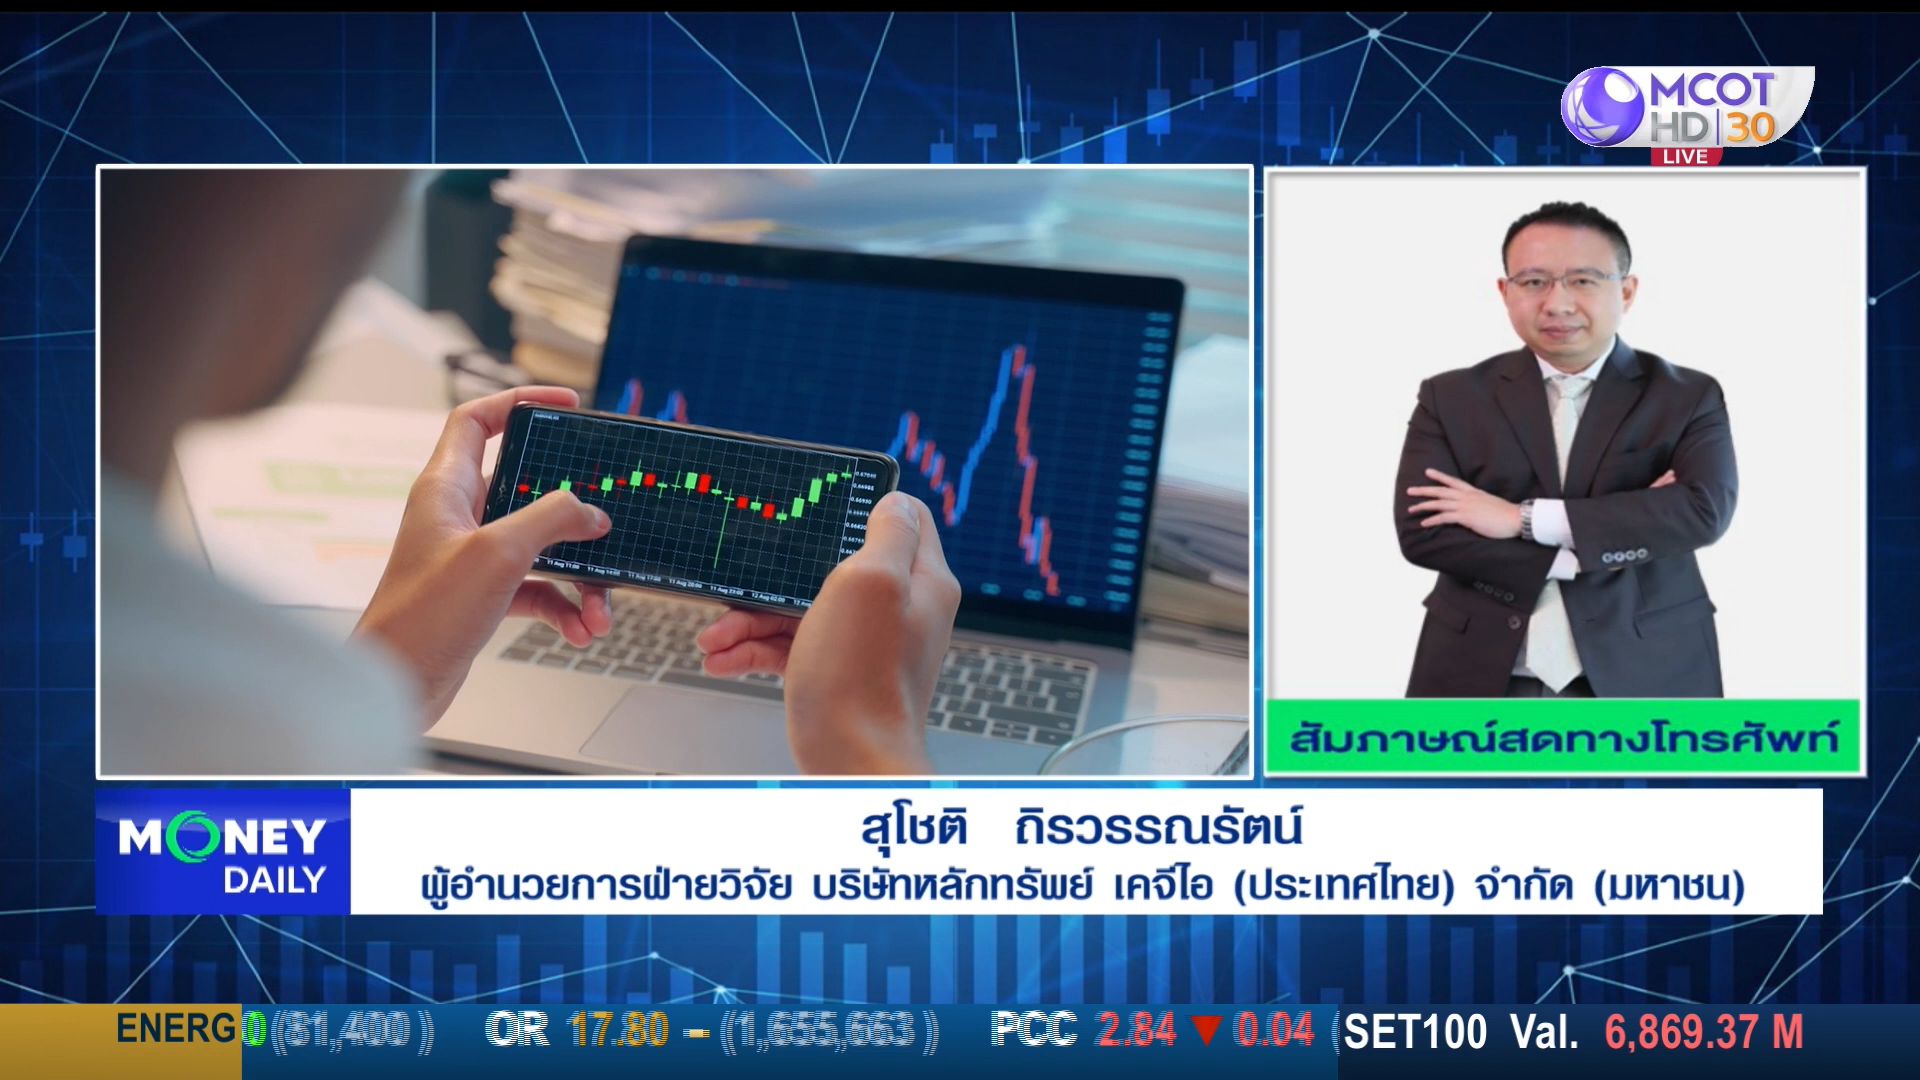 MCOT
HD 30
LIVE
สัมภาษณ์สดทางโทรศัพท์
MONEY
DAILY
สุโชติ ถิรวรรณรัตน์
ผู้อำนวยการฝ่ายวิจัย บริษัทหลักทรัพย์ เคจีไอ (ประเทศไทย) จำกัด (มหาชน)
ENERG 0 (81,400) OR 17.80 – (1,655,663) PCC 2.84 ▼ 0.04 (SET100 Val. 6,869.37 M